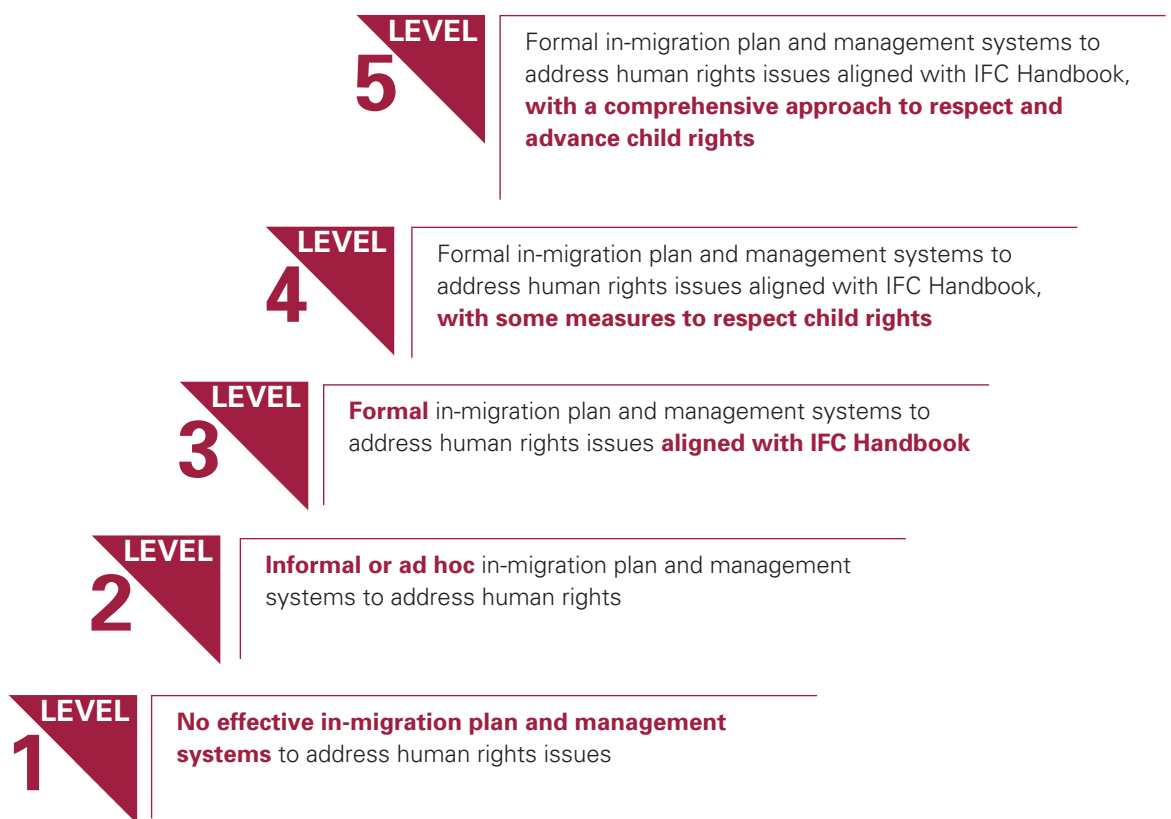 LEVEL
5
Formal in-migration plan and management systems to
address human rights issues aligned with IFC Handbook,
with a comprehensive approach to respect and
advance child rights
LEVEL
4
Formal in-migration plan and management systems to
address human rights issues aligned with IFC Handbook,
with some measures to respect child rights
LEVEL
3
Formal in-migration plan and management systems to
address human rights issues aligned with IFC Handbook
LEVEL
2
Informal or ad hoc in-migration plan and management
systems to address human rights
LEVEL
1
No effective in-migration plan and management
systems to address human rights issues